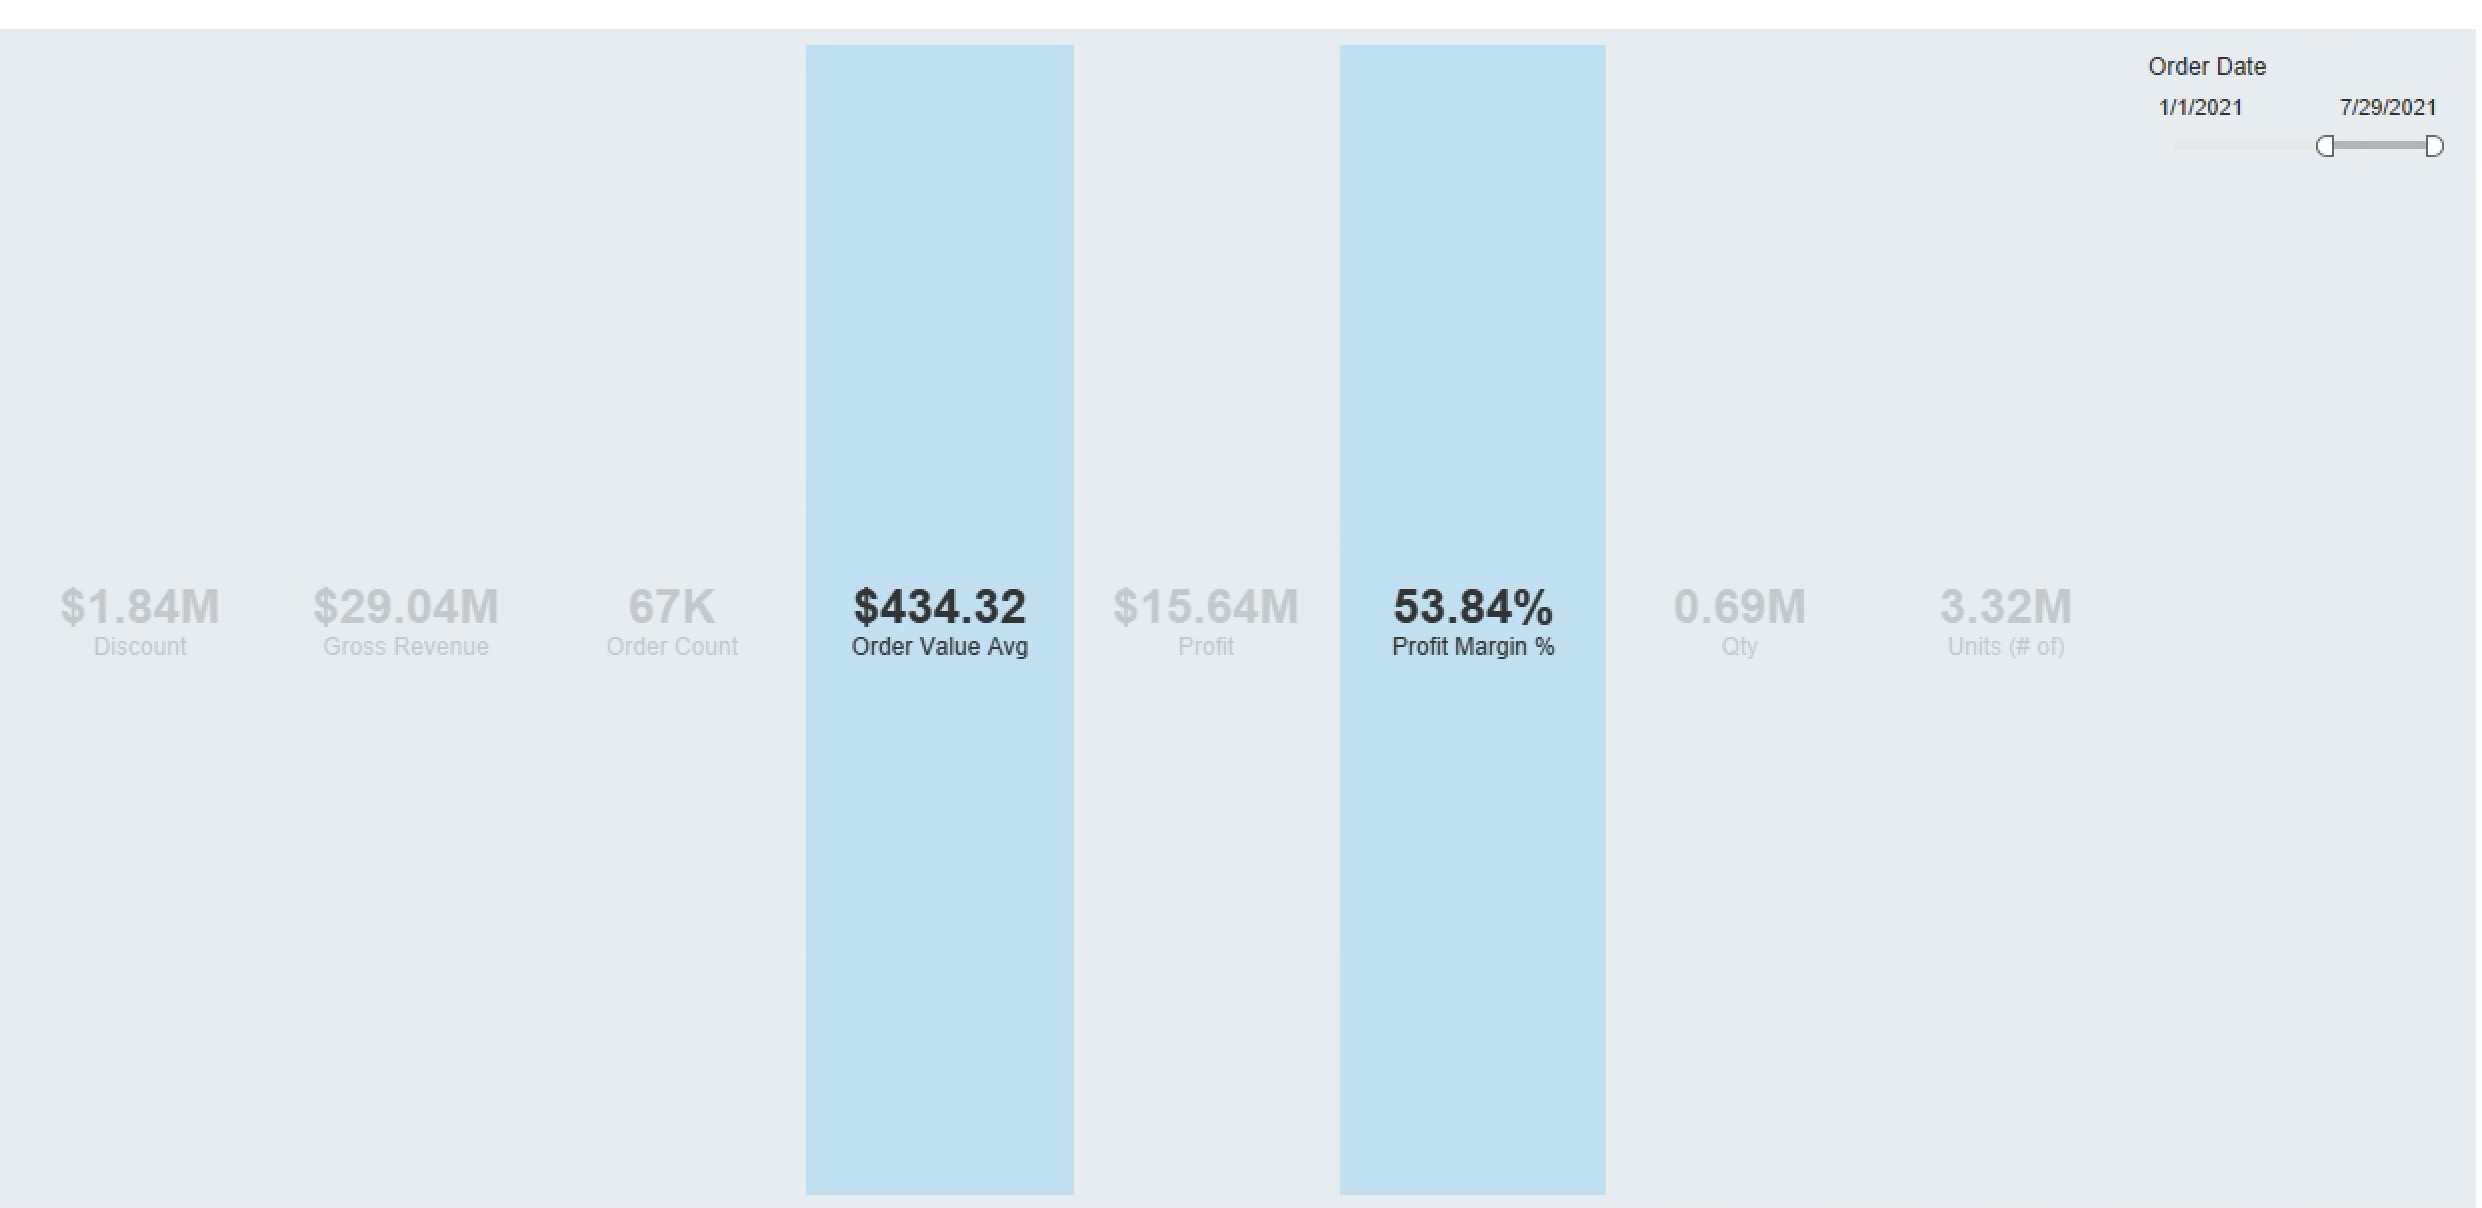 Order Date
1/1/2021 7/29/2021
$1.84M $29.04M 67K $434.32 $15.64M 53.84% 0.69M 3.32M
Discount Gross Revenue Order Count Order Value Avg Profit Profit Margin % Qty Units (# of)